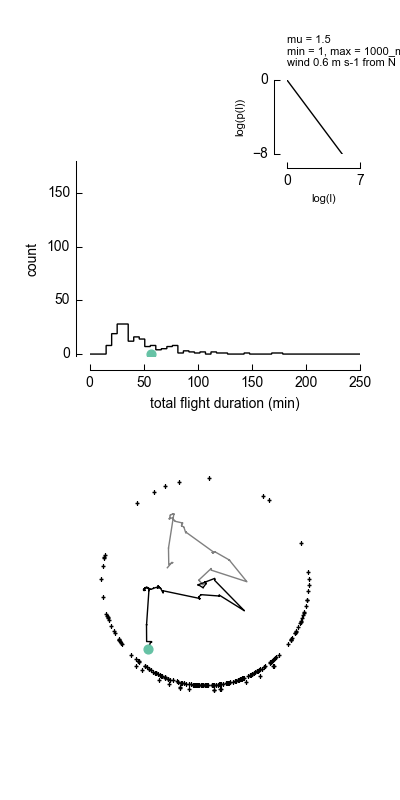 mu = 1.5
min = 1, max = 1000_m
wind 0.6 m s-1 from N
0
log(p(l))
−8
0
7
log(l)
150
100
50
0
count
0
50
100
150
200
250
total flight duration (min)